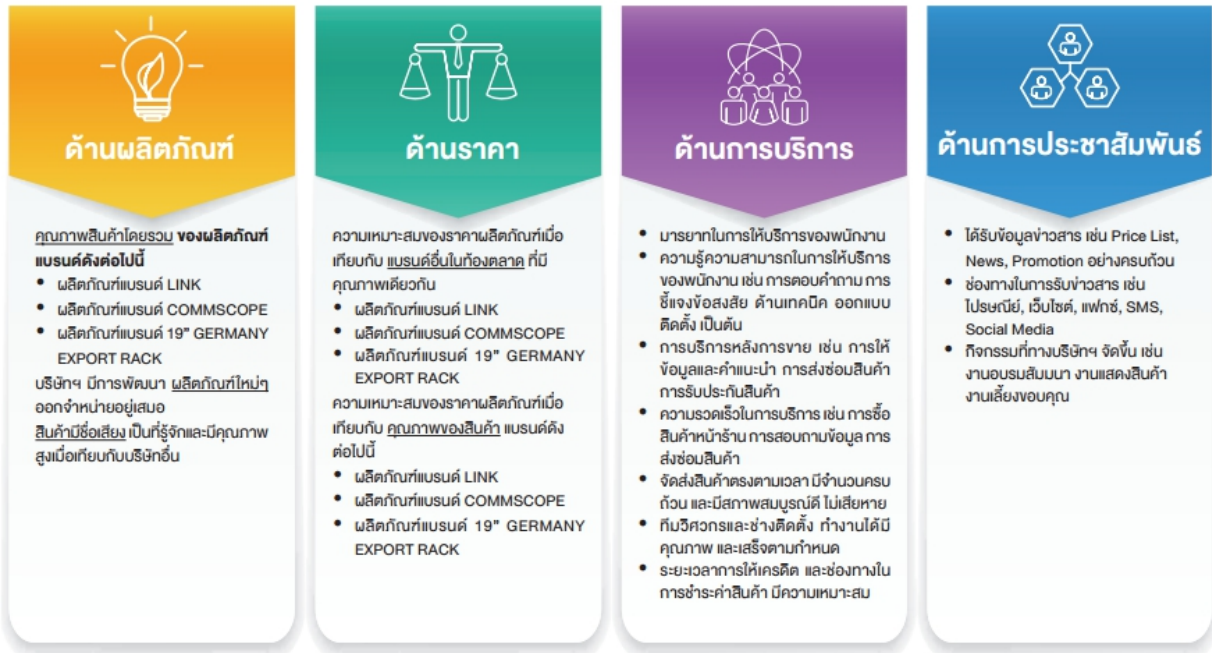 ด้านผลิตภัณฑ์
คุณภาพสินค้าโดยรวม ของผลิตภัณฑ์
แบรนด์ดังต่อไปนี้
• ผลิตภัณฑ์แบรนด์ LINK
• ผลิตภัณฑ์แบรนด์ COMMSCOPE
• ผลิตภัณฑ์แบรนด์ 19" GERMANY
EXPORT RACK
บริษัทฯ มีการพัฒนา ผลิตภัณฑ์ใหม่ๆ
ออกจำหน่ายอยู่เสมอ
สินค้ามีชื่อเสียง เป็นที่รู้จักและมีคุณภาพ
สูงเมื่อเทียบกับบริษัทอื่น
ด้านราคา
ความเหมาะสมของราคาผลิตภัณฑ์เมื่อ
เทียบกับ แบรนด์อื่นในท้องตลาด ที่มี
คุณภาพเดียวกัน
• ผลิตภัณฑ์แบรนด์ LINK
• ผลิตภัณฑ์แบรนด์ COMMSCOPE
• ผลิตภัณฑ์แบรนด์ 19" GERMANY
EXPORT RACK
ความเหมาะสมของราคาผลิตภัณฑ์เมื่อ
เทียบกับ คุณภาพของสินค้า แบรนด์ดัง
ต่อไปนี้
• ผลิตภัณฑ์แบรนด์ LINK
• ผลิตภัณฑ์แบรนด์ COMMSCOPE
• ผลิตภัณฑ์แบรนด์ 19" GERMANY
EXPORT RACK
ด้านการบริการ
• มารยาทในการให้บริการของพนักงาน
• ความรู้ความสามารถในการให้บริการ
ของพนักงาน เช่น การตอบคำถาม การ
ชี้แจงข้อสงสัย ด้านเทคนิค ออกแบบ
ติดตั้ง เป็นต้น
• การบริการหลังการขาย เช่น การให้
ข้อมูลและคำแนะนำ การส่งซ่อมสินค้า
การรับประกันสินค้า
• ความรวดเร็วในการบริการ เช่น การซื้อ
สินค้าหน้าร้าน การสอบถามข้อมูล การ
ส่งซ่อมสินค้า
• จัดส่งสินค้าตรงตามเวลา มีจำนวนครบ
ถ้วน และมีสภาพสมบูรณ์ดี ไม่เสียหาย
• ทีมวิศวกรและช่างติดตั้ง ทำงานได้มี
คุณภาพ และเสร็จตามกำหนด
• ระยะเวลาการให้เครดิต และช่องทางใน
การชำระค่าสินค้า มีความเหมาะสม
ด้านการประชาสัมพันธ์
• ได้รับข้อมูลข่าวสาร เช่น Price List,
News, Promotion อย่างครบถ้วน
• ช่องทางในการรับข่าวสาร เช่น
ไปรษณีย์, เว็บไซต์, แฟกซ์, SMS,
Social Media
• กิจกรรมที่ทางบริษัทฯ จัดขึ้น เช่น
งานอบรมสัมมนา งานแสดงสินค้า
งานเลี้ยงขอบคุณ